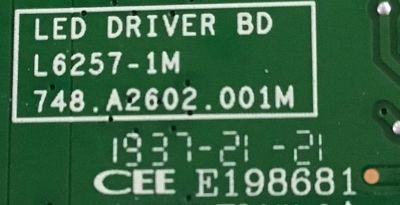 LED DRIVER BD
L6257-1M
748.A2602.001M
1937-21 -21
CEE E198681